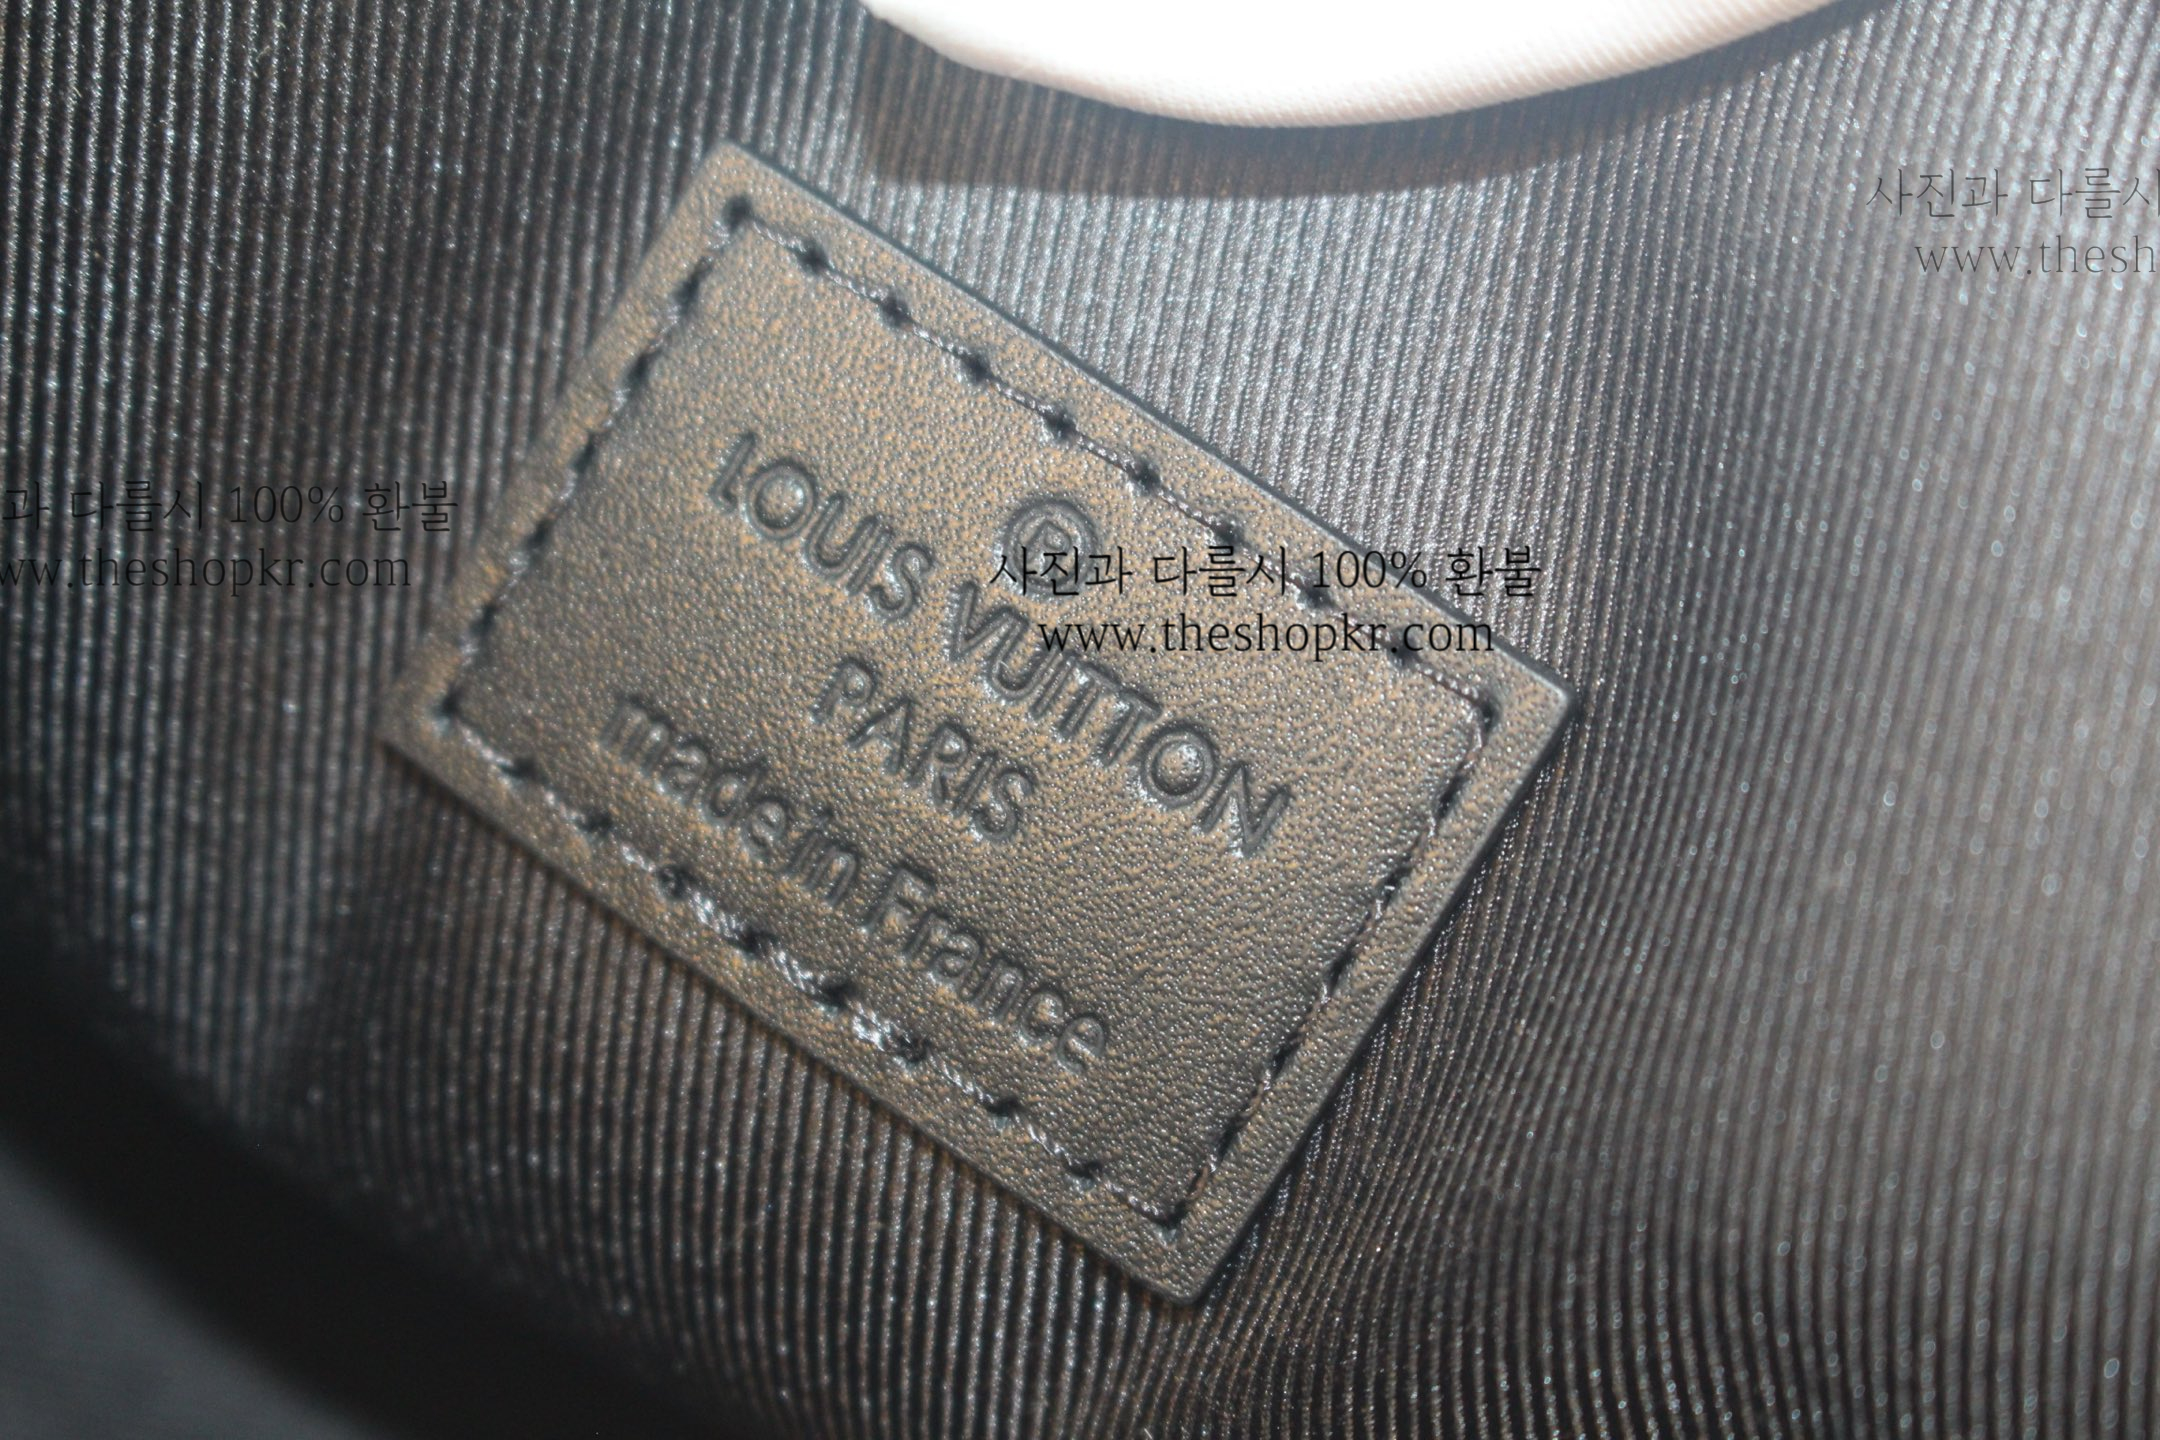 사진과 다를시
www.thesh
과 다를시 100% 환불
ww.theshopkr.com
사진과 다를시 100% 환불
www.theshopkr.com
®
LOUIS VUITTON
PARIS
made in France